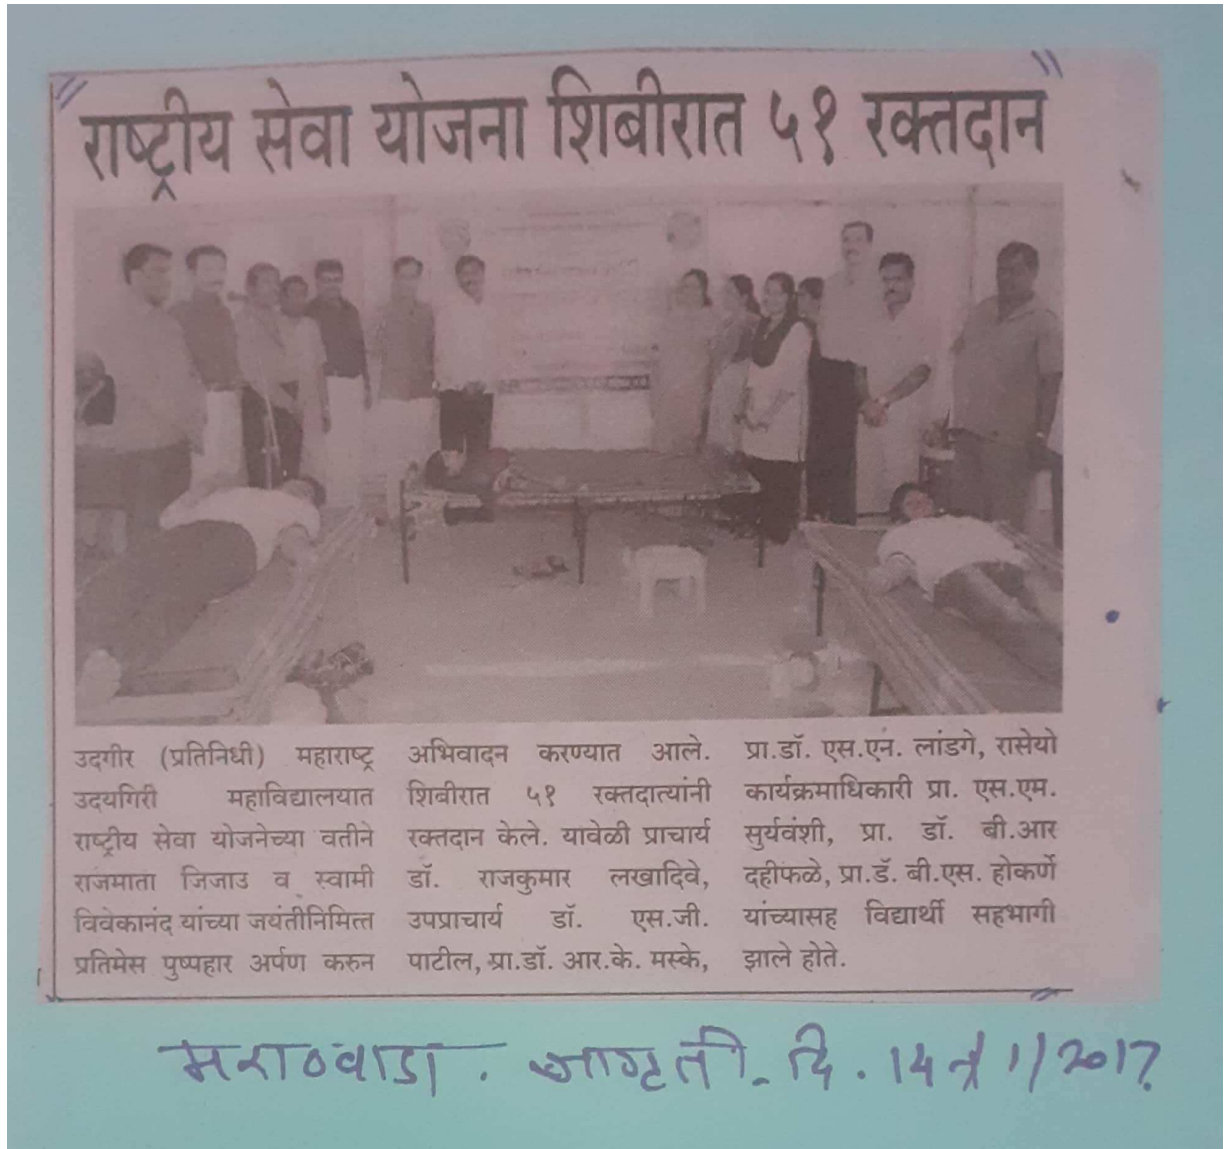 राष्ट्रीय सेवा योजना शिबीरात ५१ रक्तदान
उदगीर (प्रतिनिधी) महाराष्ट्र
उदयगिरी महाविद्यालयात
राष्ट्रीय सेवा योजनेच्या वतीने
राजमाता जिजाउ व स्वामी
विवेकानंद यांच्या जयंतीनिमित्त
प्रतिमेस पुष्पहार अर्पण करुन
अभिवादन करण्यात आले.
शिबीरात ५१ रक्तदात्यांनी
रक्तदान केले. यावेळी प्राचार्य
डॉ. राजकुमार लखादिवे,
उपप्राचार्य डॉ. एस.जी.
पाटील, प्रा.डॉ. आर.के. मस्के,
प्रा.डॉ. एस.एन. लांडगे, रासेयो
कार्यक्रमाधिकारी प्रा. एस.एम.
सुर्यवंशी, प्रा. डॉ. बी.आर
दहीफळे, प्रा.डॅ. बी.एस. होकर्णे
यांच्यासह विद्यार्थी सहभागी
झाले होते.
मराठवाडा. जागृती. दि. 14 1/2017